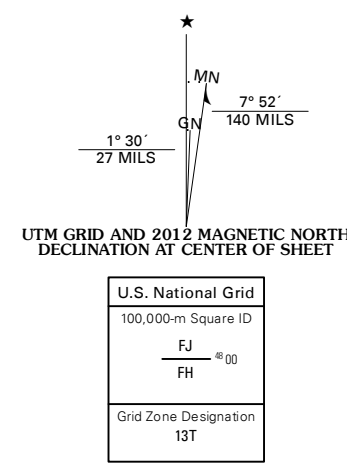 ★
MN
GN
7° 52´
140 MILS
1° 30´
27 MILS
UTM GRID AND 2012 MAGNETIC NORTH
DECLINATION AT CENTER OF SHEET
U.S. National Grid
100,000-m Square ID
FJ
48 00
FH
Grid Zone Designation
13T